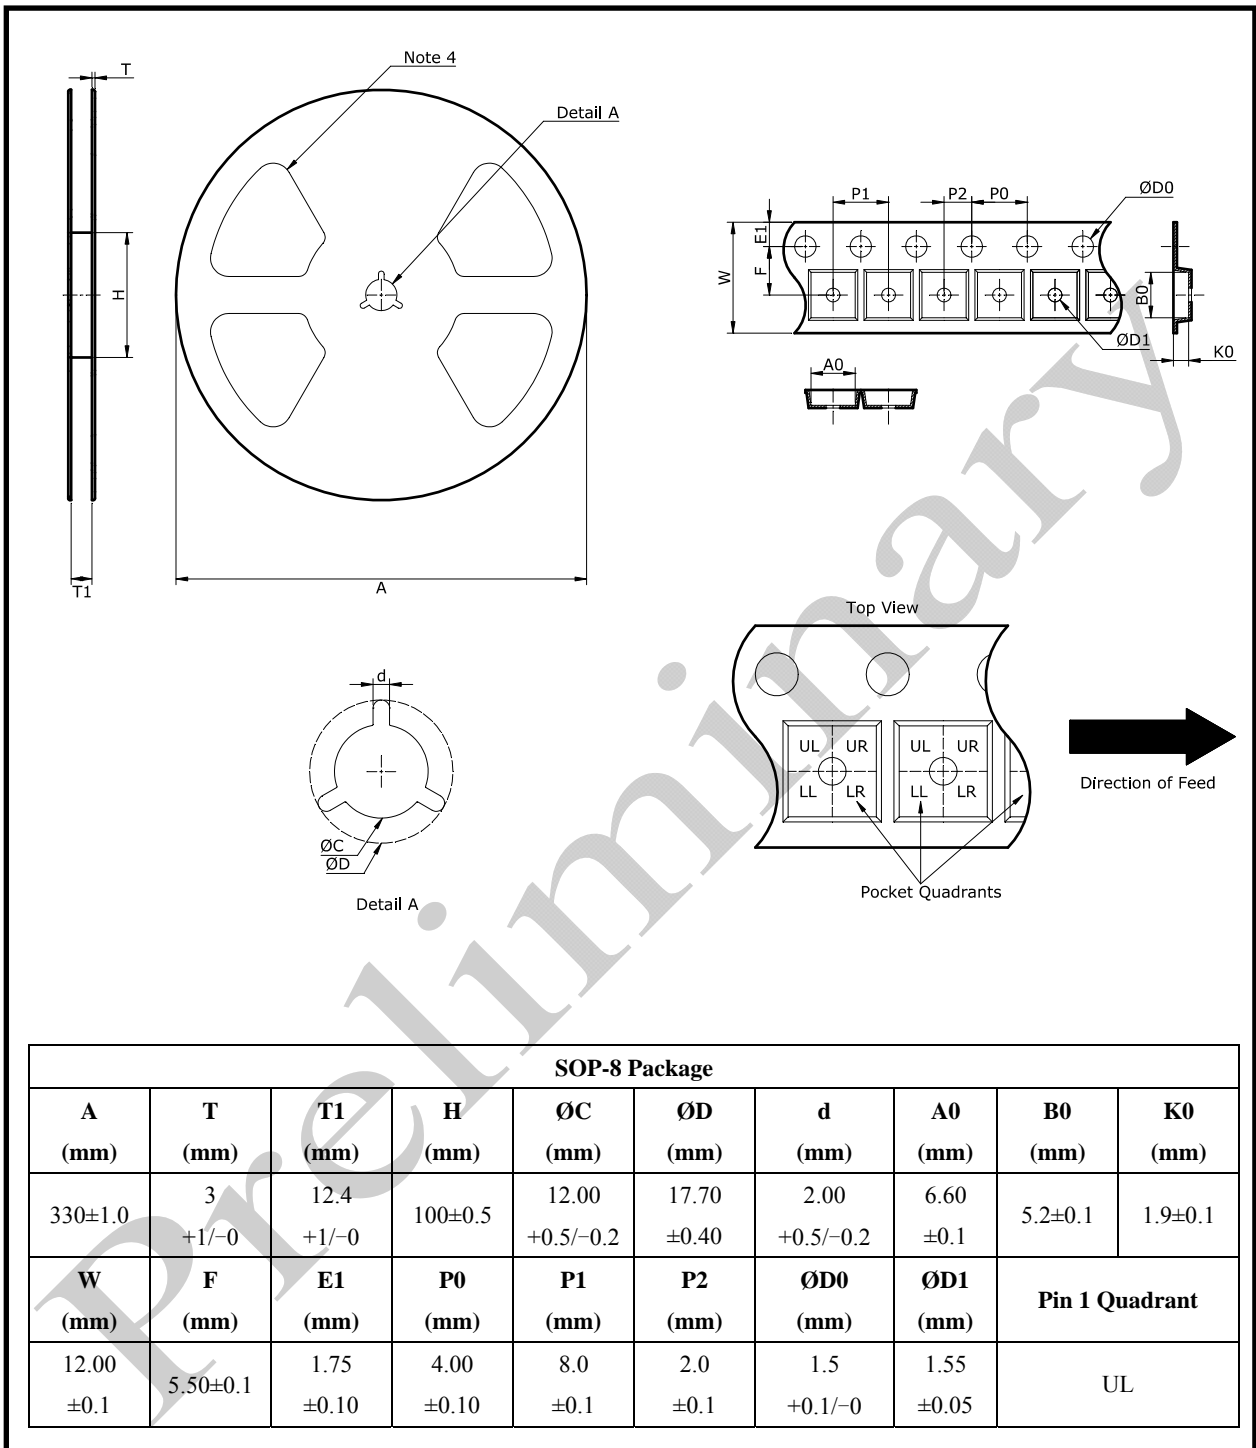 Note 4
T
Detail A
H
T1
A
P1
P2
P0
ØD0
E1
W
F
B0
ØD1
K0
A0
Top View
d
UL UR UL UR
LL LR LL LR
Direction of Feed
ØC
ØD
Pocket Quadrants
Detail A
Preliminary
SOP-8 Package
A T T1 H ØC ØD d A0 B0 K0
(mm) (mm) (mm) (mm) (mm) (mm) (mm) (mm) (mm) (mm)
330±1.0 3 +1/−0 12.4 +1/−0 100±0.5 12.00 +0.5/−0.2 17.70 ±0.40 2.00 +0.5/−0.2 6.60 ±0.1 5.2±0.1 1.9±0.1
W F E1 P0 P1 P2 ØD0 ØD1 Pin 1 Quadrant
(mm) (mm) (mm) (mm) (mm) (mm) (mm) (mm)
12.00 ±0.1 5.50±0.1 1.75 ±0.10 4.00 ±0.10 8.0 ±0.1 2.0 ±0.1 1.5 +0.1/−0 1.55 ±0.05 UL